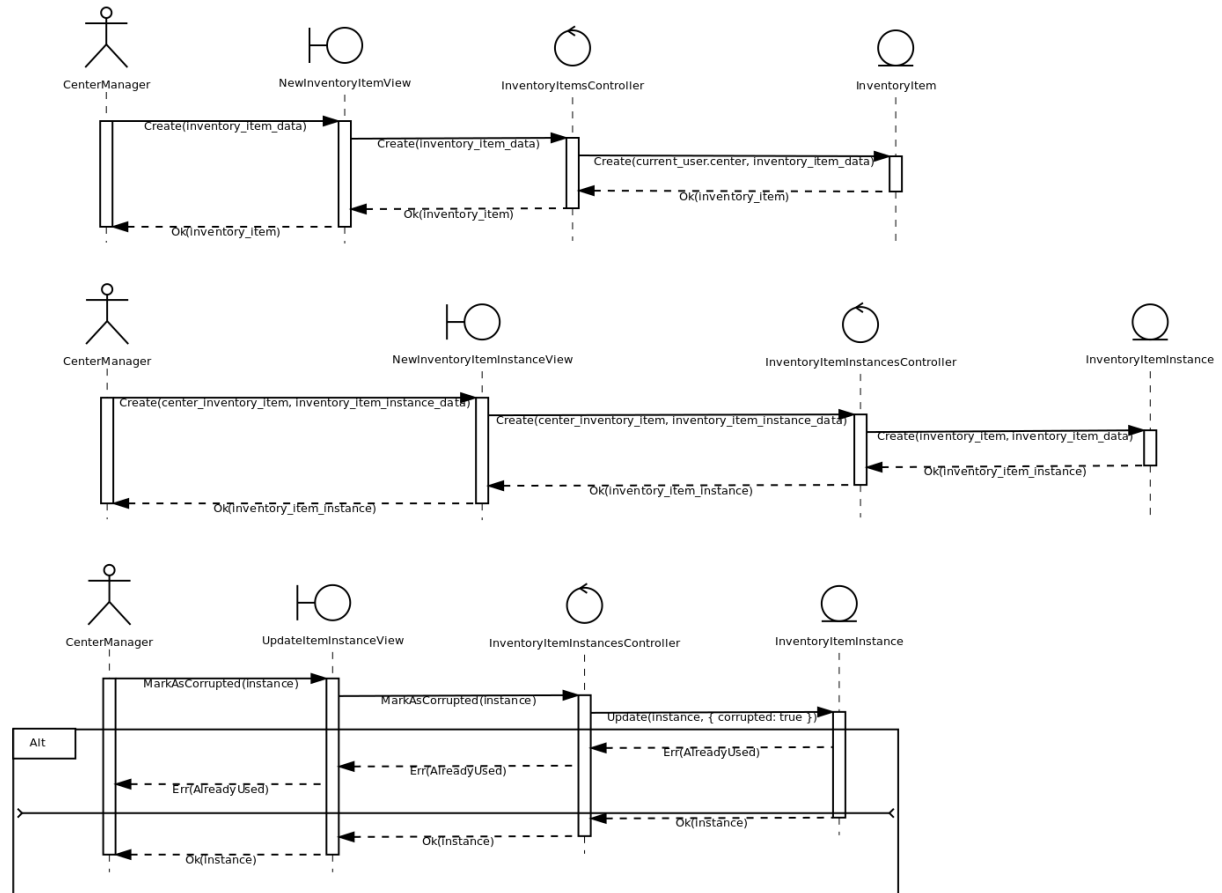 CenterManager
NewInventoryItemView
InventoryItemsController
InventoryItem
Create(inventory_item_data)
Create(inventory_item_data)
Create(current_user.center, inventory_item_data)
Ok(inventory_item)
Ok(inventory_item)
Ok(inventory_item)
CenterManager
NewInventoryItemInstanceView
InventoryItemInstancesController
InventoryItemInstance
Create(center_inventory_item, inventory_item_instance_data)
Create(center_inventory_item, inventory_item_instance_data)
Create(inventory_item, inventory_item_data)
Ok(inventory_item_instance)
Ok(inventory_item_instance)
Ok(inventory_item_instance)
CenterManager
UpdateItemInstanceView
InventoryItemInstancesController
InventoryItemInstance
MarkAsCorrupted(instance)
MarkAsCorrupted(instance)
Update(instance, { corrupted: true })
Alt
Err(AlreadyUsed)
Err(AlreadyUsed)
Err(AlreadyUsed)
Ok(instance)
Ok(instance)
Ok(instance)